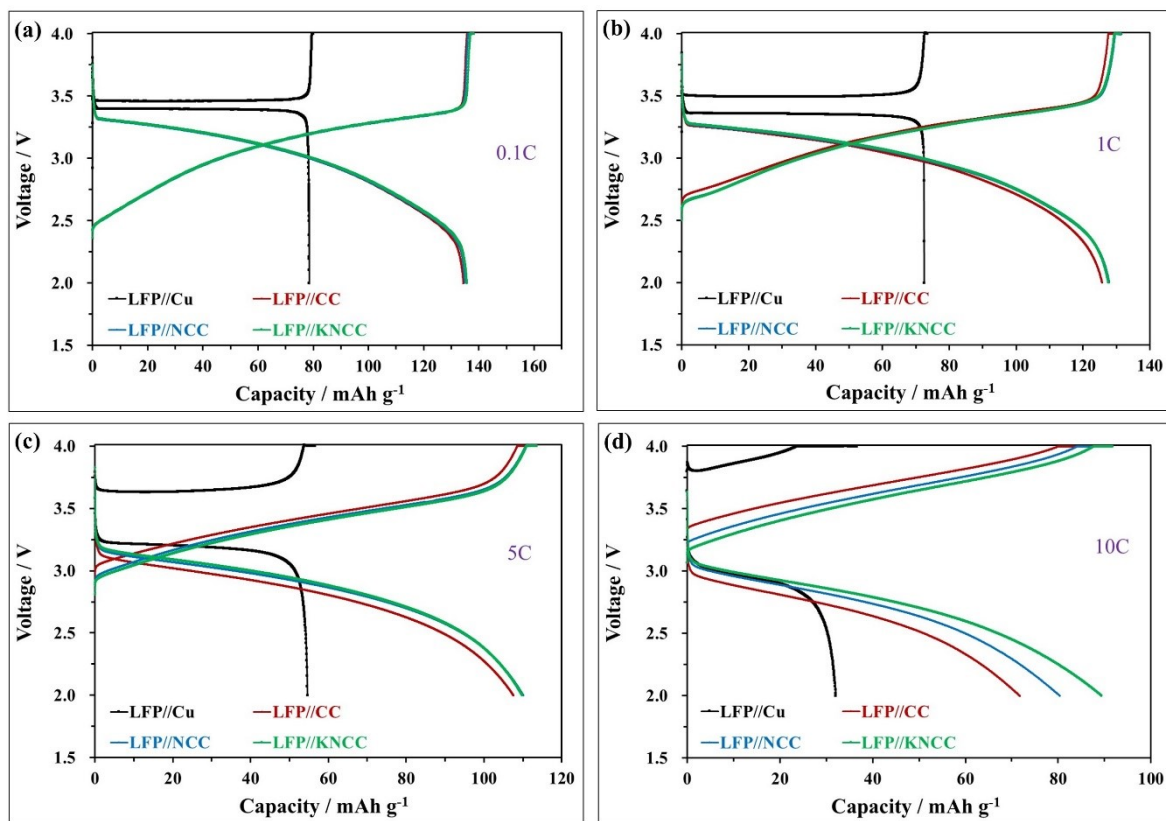 (a)
4.0
3.5
3.0
2.5
2.0
1.5
Voltage / V
0.1C
LFP//Cu LFP//CC
LFP//NCC LFP//KNCC
0 20 40 60 80 100 120 140 160
Capacity / mAh g⁻¹
(b)
4.0
3.5
3.0
2.5
2.0
1.5
Voltage / V
1C
LFP//Cu LFP//CC
LFP//NCC LFP//KNCC
0 20 40 60 80 100 120 140
Capacity / mAh g⁻¹
(c)
4.0
3.5
3.0
2.5
2.0
1.5
Voltage / V
5C
LFP//Cu LFP//CC
LFP//NCC LFP//KNCC
0 20 40 60 80 100 120
Capacity / mAh g⁻¹
(d)
4.0
3.5
3.0
2.5
2.0
1.5
Voltage / V
10C
LFP//Cu LFP//CC
LFP//NCC LFP//KNCC
0 20 40 60 80 100
Capacity / mAh g⁻¹